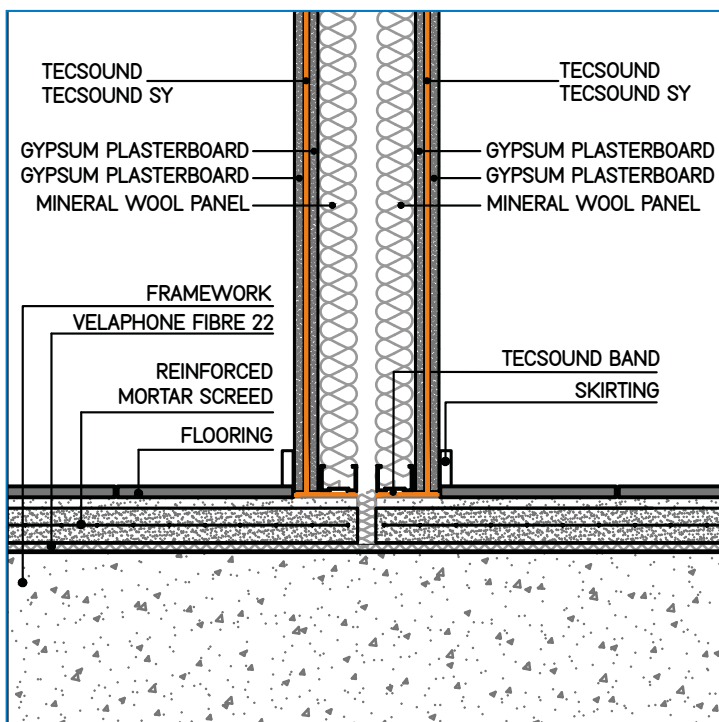 TECSOUND
TECSOUND SY
GYPSUM PLASTERBOARD
GYPSUM PLASTERBOARD
MINERAL WOOL PANEL
FRAMEWORK
VELAPHONE FIBRE 22
REINFORCED
MORTAR SCREED
FLOORING
TECSOUND
TECSOUND SY
GYPSUM PLASTERBOARD
GYPSUM PLASTERBOARD
MINERAL WOOL PANEL
TECSOUND BAND
SKIRTING